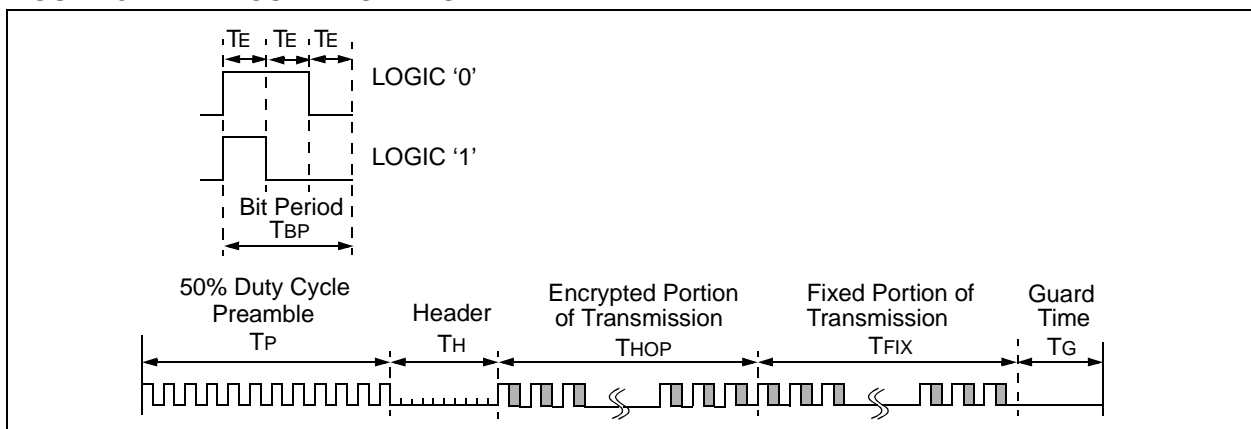 TE TE TE
LOGIC ‘0’
LOGIC ‘1’
Bit Period
TBP
50% Duty Cycle
Preamble
TP
Header
TH
Encrypted Portion
of Transmission
THOP
Fixed Portion of
Transmission
TFIX
Guard
Time
TG